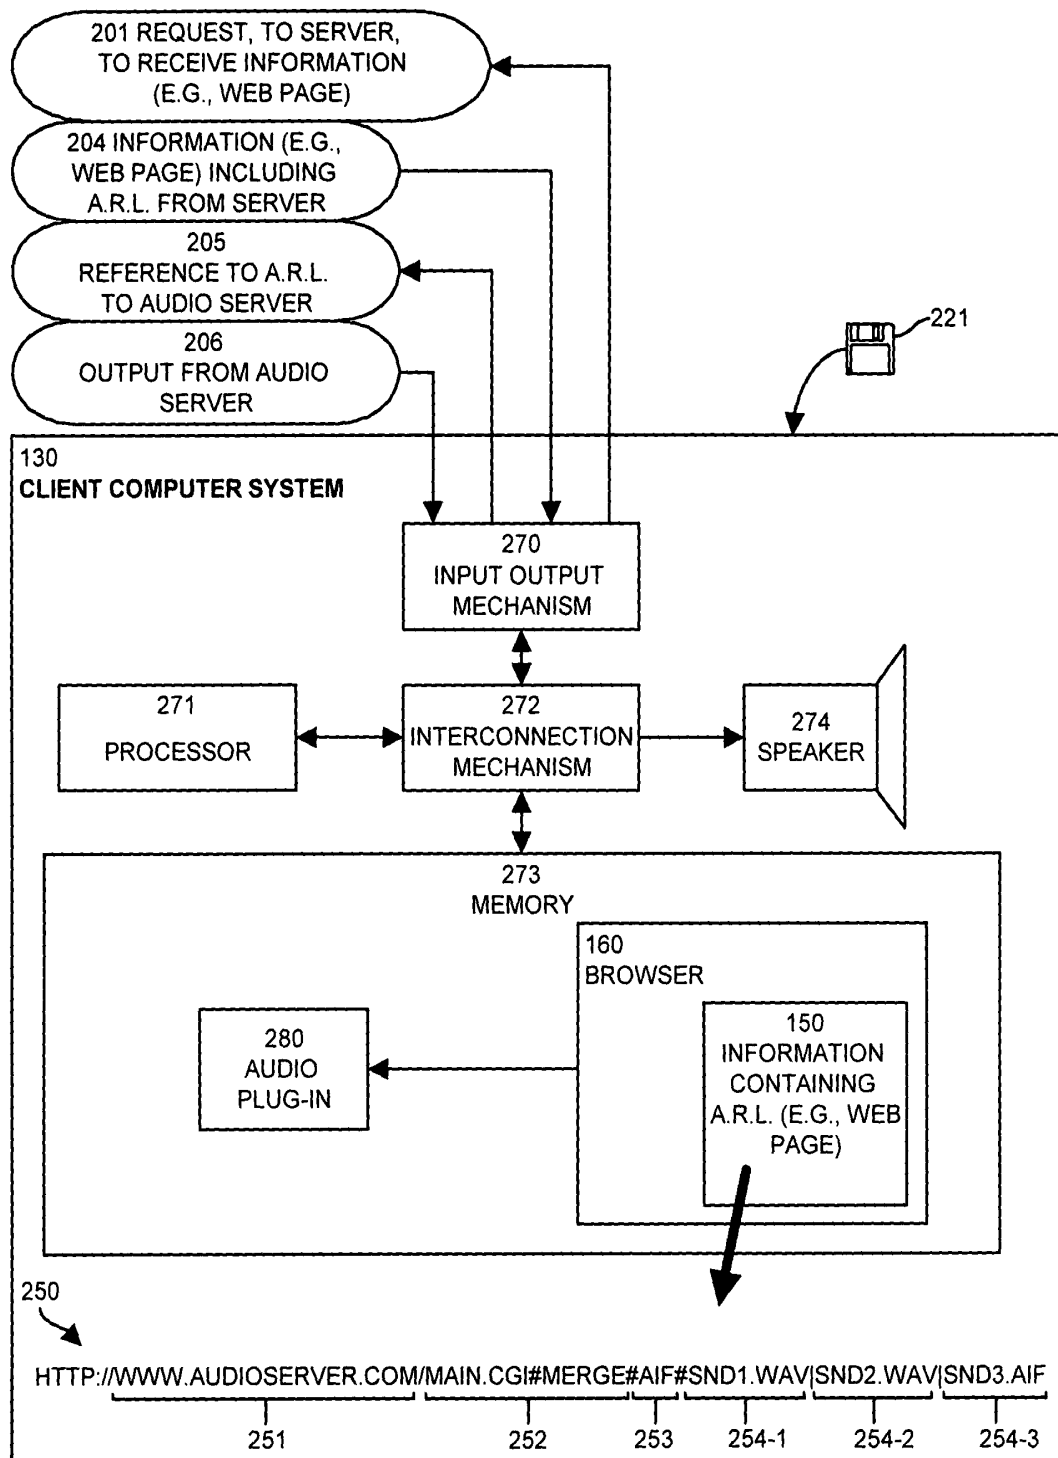 201 REQUEST, TO SERVER,
TO RECEIVE INFORMATION
(E.G., WEB PAGE)
204 INFORMATION (E.G.,
WEB PAGE) INCLUDING
A.R.L. FROM SERVER
205
REFERENCE TO A.R.L.
TO AUDIO SERVER
206
OUTPUT FROM AUDIO
SERVER
221
130
CLIENT COMPUTER SYSTEM
270
INPUT OUTPUT
MECHANISM
271
PROCESSOR
272
INTERCONNECTION
MECHANISM
274
SPEAKER
273
MEMORY
160
BROWSER
150
INFORMATION
CONTAINING
A.R.L. (E.G., WEB
PAGE)
280
AUDIO
PLUG-IN
250
HTTP://WWW.AUDIOSERVER.COM/MAIN.CGI#MERGE#AIF#SND1.WAV|SND2.WAV|SND3.AIF
251 252 253 254-1 254-2 254-3